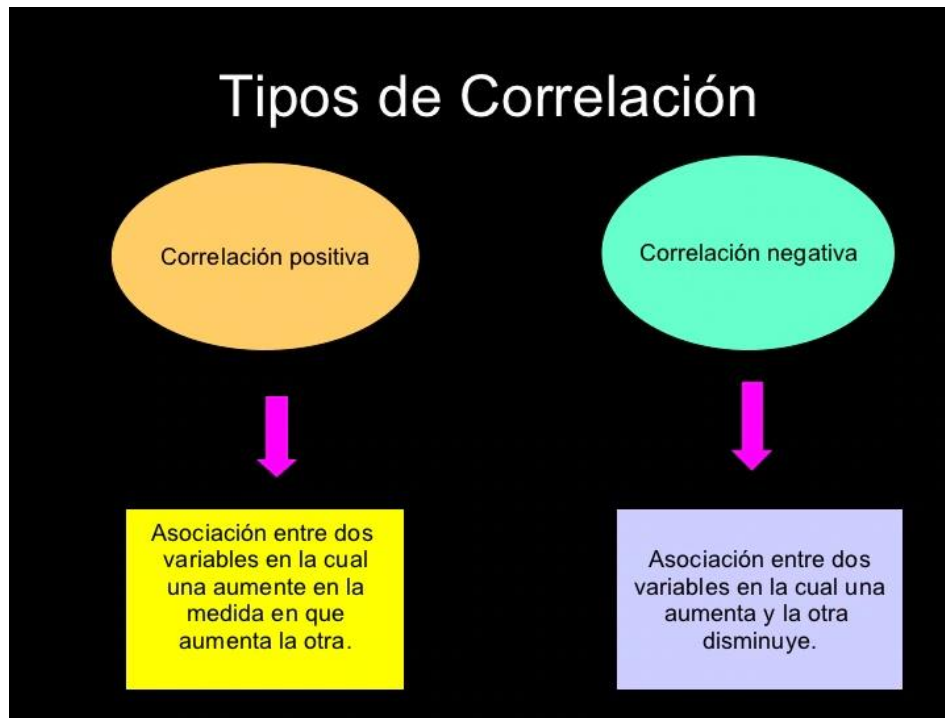 Tipos de Correlación
Correlación positiva
Correlación negativa
Asociación entre dos
variables en la cual
una aumente en la
medida en que
aumenta la otra.
Asociación entre dos
variables en la cual una
aumenta y la otra
disminuye.